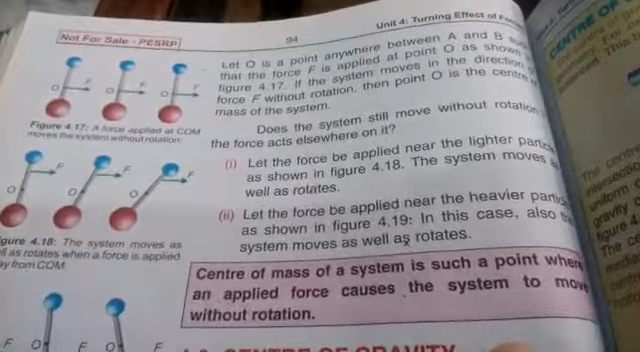 Not For Sale - PESRP
94
Unit 4: Turning Effect of
Let O is a point anywhere between A and B
that the force F is applied at point O as shown
figure 4.17. If the system moves in the direction
force F without rotation, then point O is the centre
mass of the system.
Does the system still move without rotation
the force acts elsewhere on it?
(i) Let the force be applied near the lighter
as shown in figure 4.18. The system moves
well as rotates.
(ii) Let the force be applied near the heavier
as shown in figure 4.19: In this case, also
system moves as well as rotates.
Centre of mass of a system is such a point where
an applied force causes the system to move
without rotation.
CENTRE OF GRAVITY
O F O F O F
Figure 4.17: A force applied at COM
moves the system without rotation.
O F O F O F
gure 4.18: The system moves as
ll as rotates when a force is applied
ay from COM
F O F O F
CENTRE OF